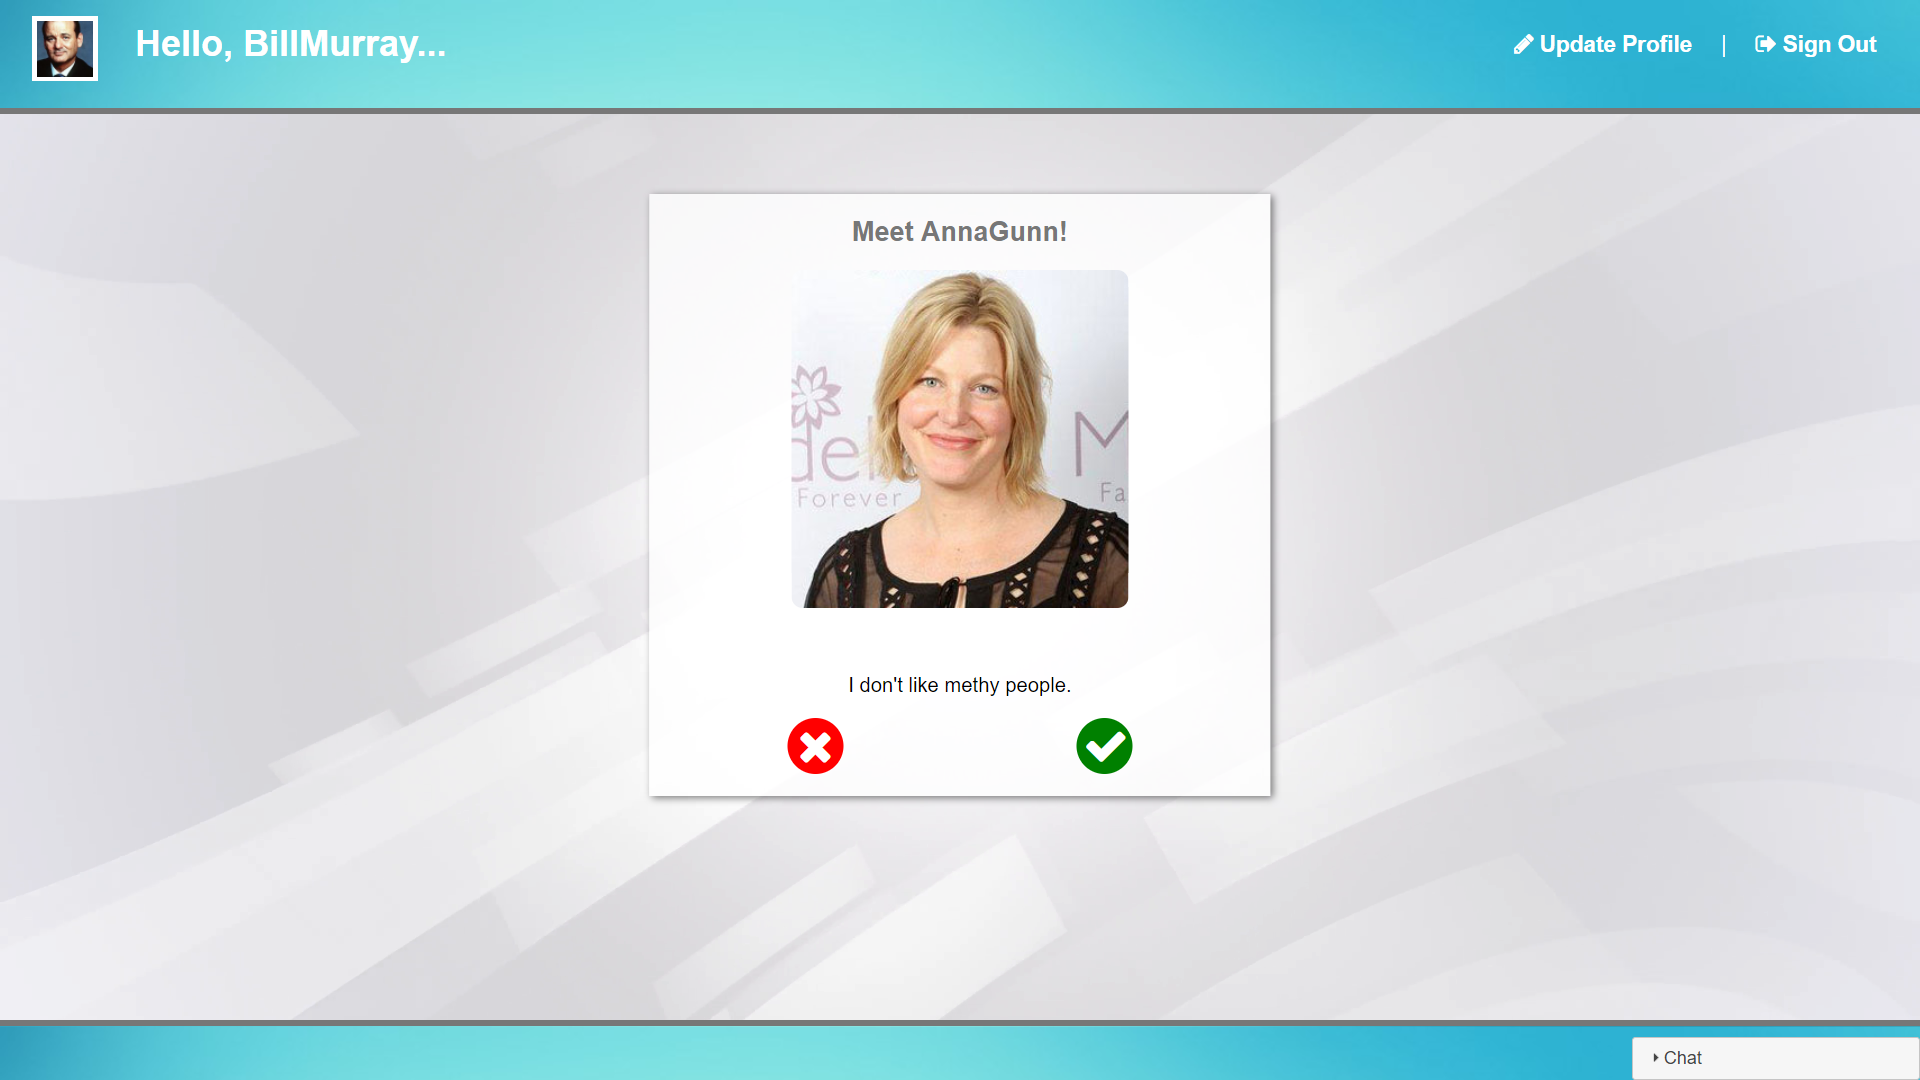 Hello, BillMurray...
Update Profile | Sign Out
Meet AnnaGunn!
del
Forever
M
Fa
I don't like methy people.
Chat